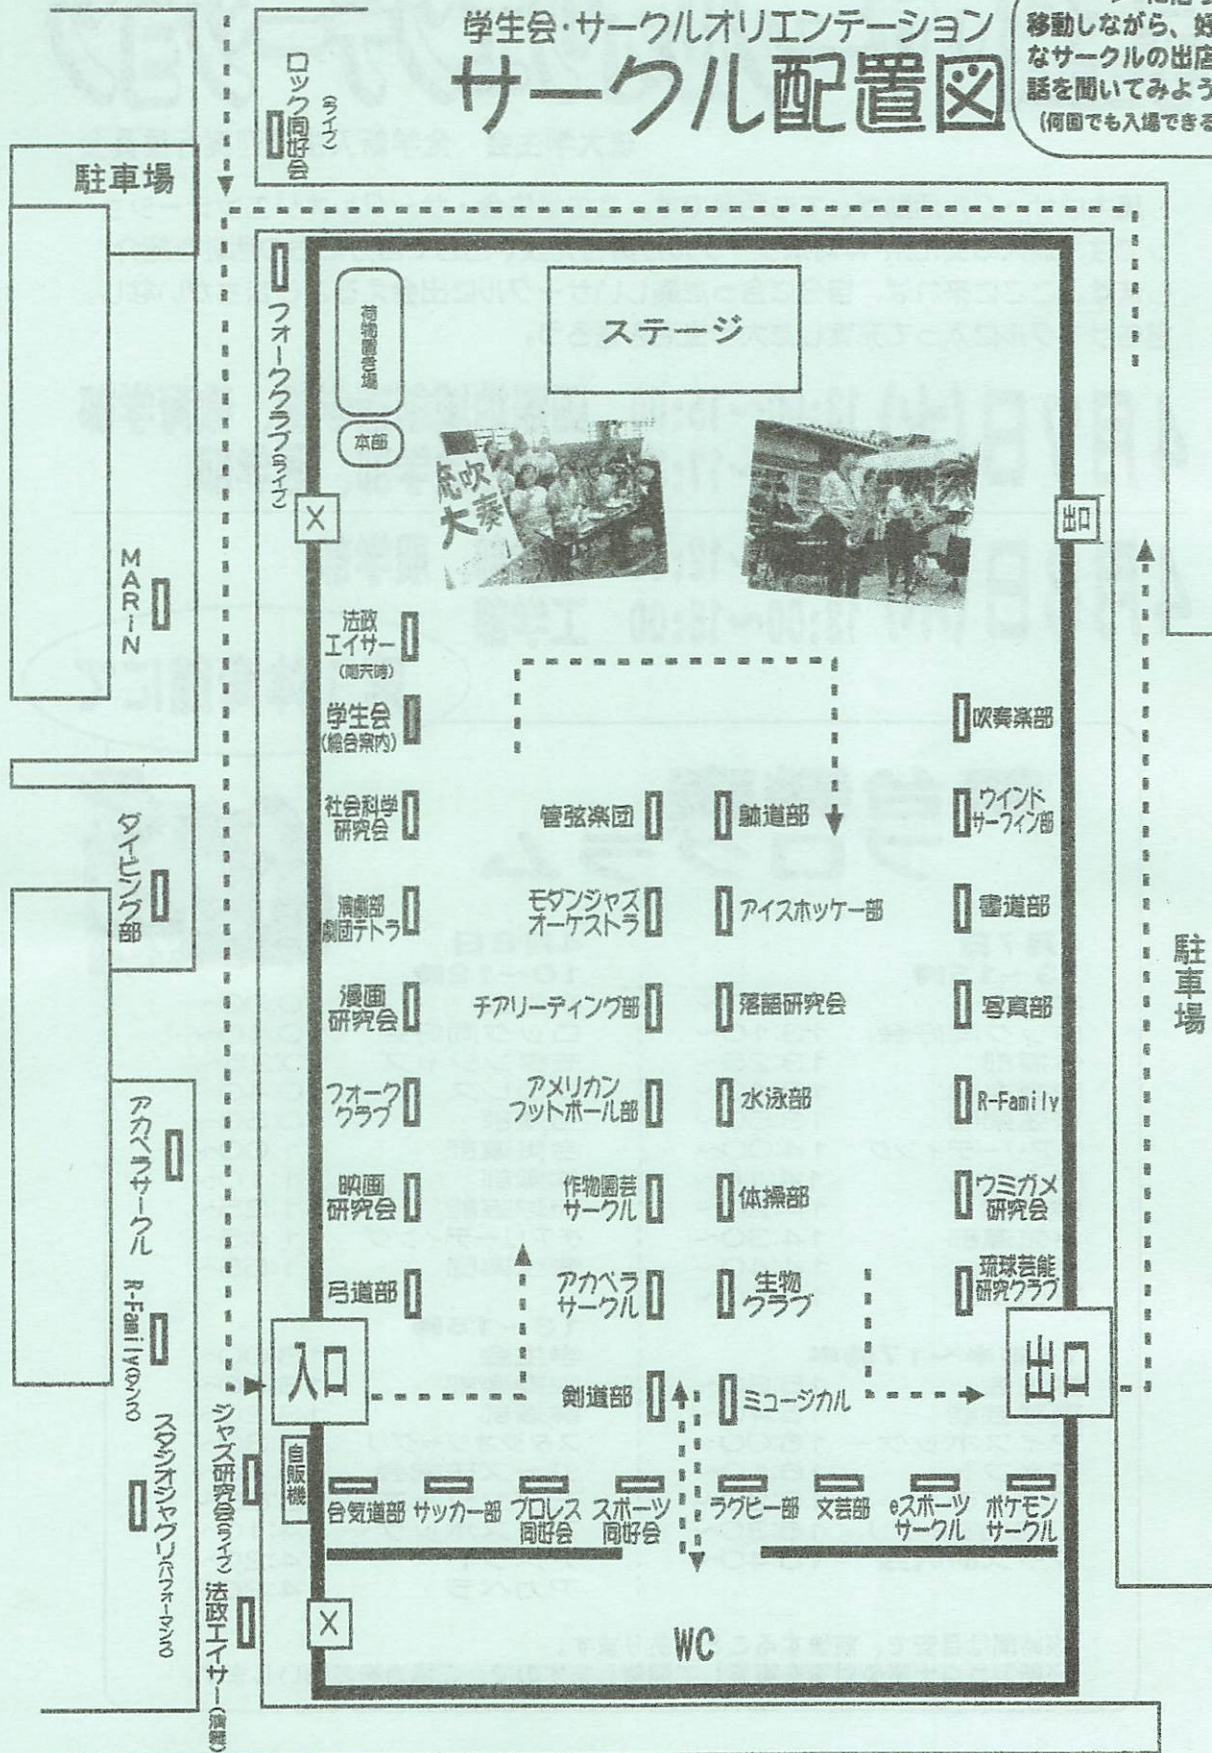 学生会・サークルオリエンテーション
サークル配置図
移動しながら、好
なサークルの出店
話を聞いてみよう
(何回でも入場できる
ロック同好会
(ライブ)
駐車場
フォーククラブ(ライブ)
荷物置き場
本部
ステージ
琉吹
大奏
X
出口
MARIN
法政
エイサー
(雨天時)
学生会
(総合案内)
吹奏楽部
社会科学
研究会
管弦楽団
躰道部
ウインド
サーフィン部
ダイビング部
演劇部
劇団テトラ
モダンジャズ
オーケストラ
アイスホッケー部
書道部
漫画
研究会
チアリーディング部
落語研究会
写真部
駐車場
フォーク
クラブ
アメリカン
フットボール部
水泳部
R-Family
アカペラサークル
映画
研究会
作物園芸
サークル
体操部
ウミガメ
研究会
弓道部
アカペラ
サークル
生物
クラブ
琉球芸能
研究クラブ
R-Family(ダンス)
入口
剣道部
ミュージカル
出口
スタジオジャグリ(パフォーマンス)
ジャズ研究会(ライブ)
自販機
合気道部
サッカー部
プロレス
同好会
スポーツ
同好会
ラグビー部
文芸部
eスポーツ
サークル
ポケモン
サークル
法政エイサー(演舞)
X
WC